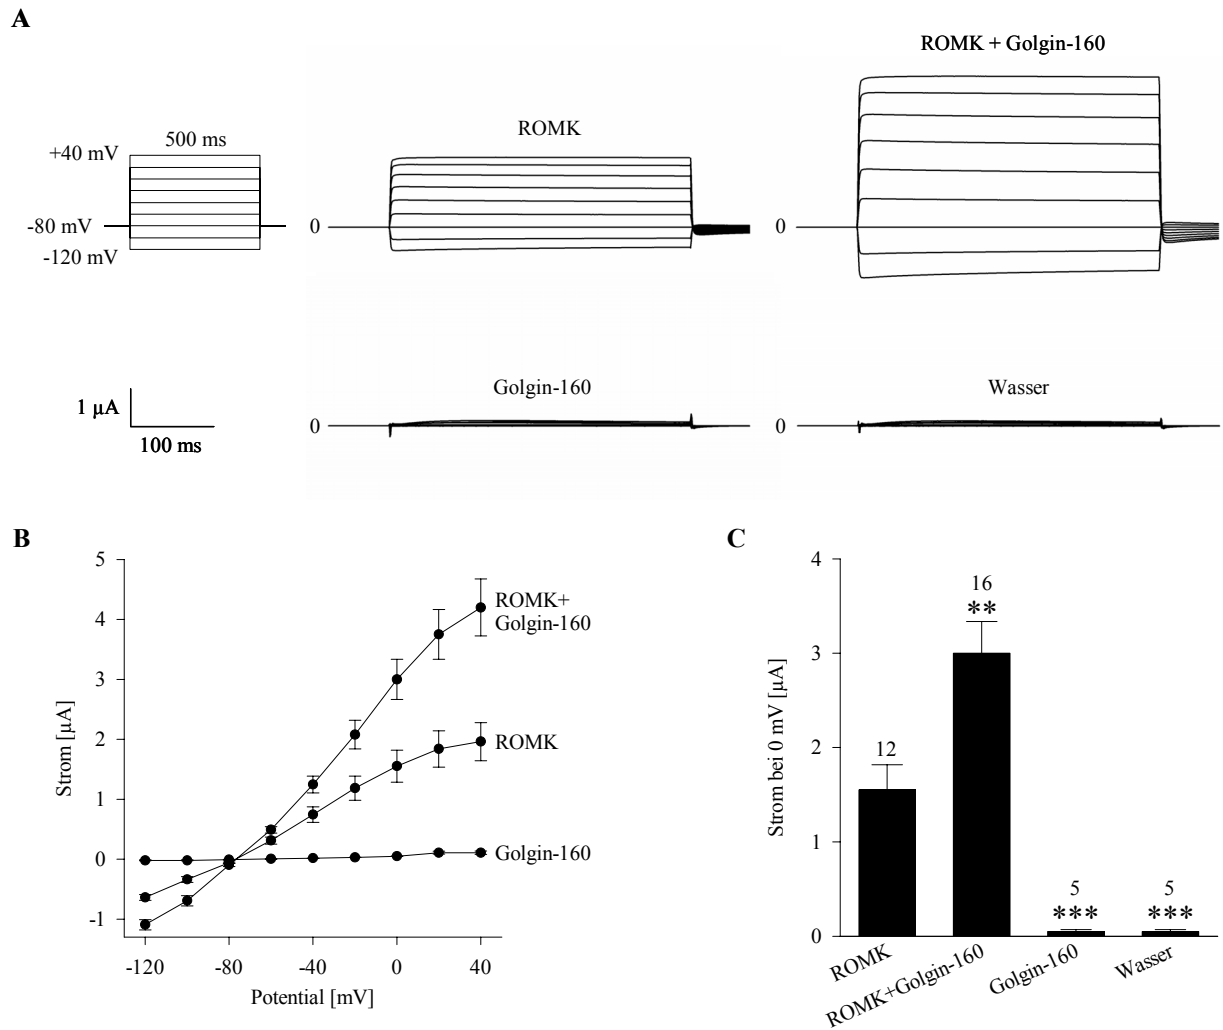 A
ROMK + Golgin-160
500 ms
ROMK
+40 mV
-80 mV
0
0
-120 mV
Golgin-160
Wasser
1 µA
0
0
100 ms
B
5
4
3
2
1
0
-1
Strom [µA]
ROMK+
Golgin-160
ROMK
Golgin-160
-120
-80
-40
0
40
Potential [mV]
C
4
3
2
1
0
Strom bei 0 mV [µA]
12
16
**
5
***
5
***
ROMK
ROMK+Golgin-160
Golgin-160
Wasser